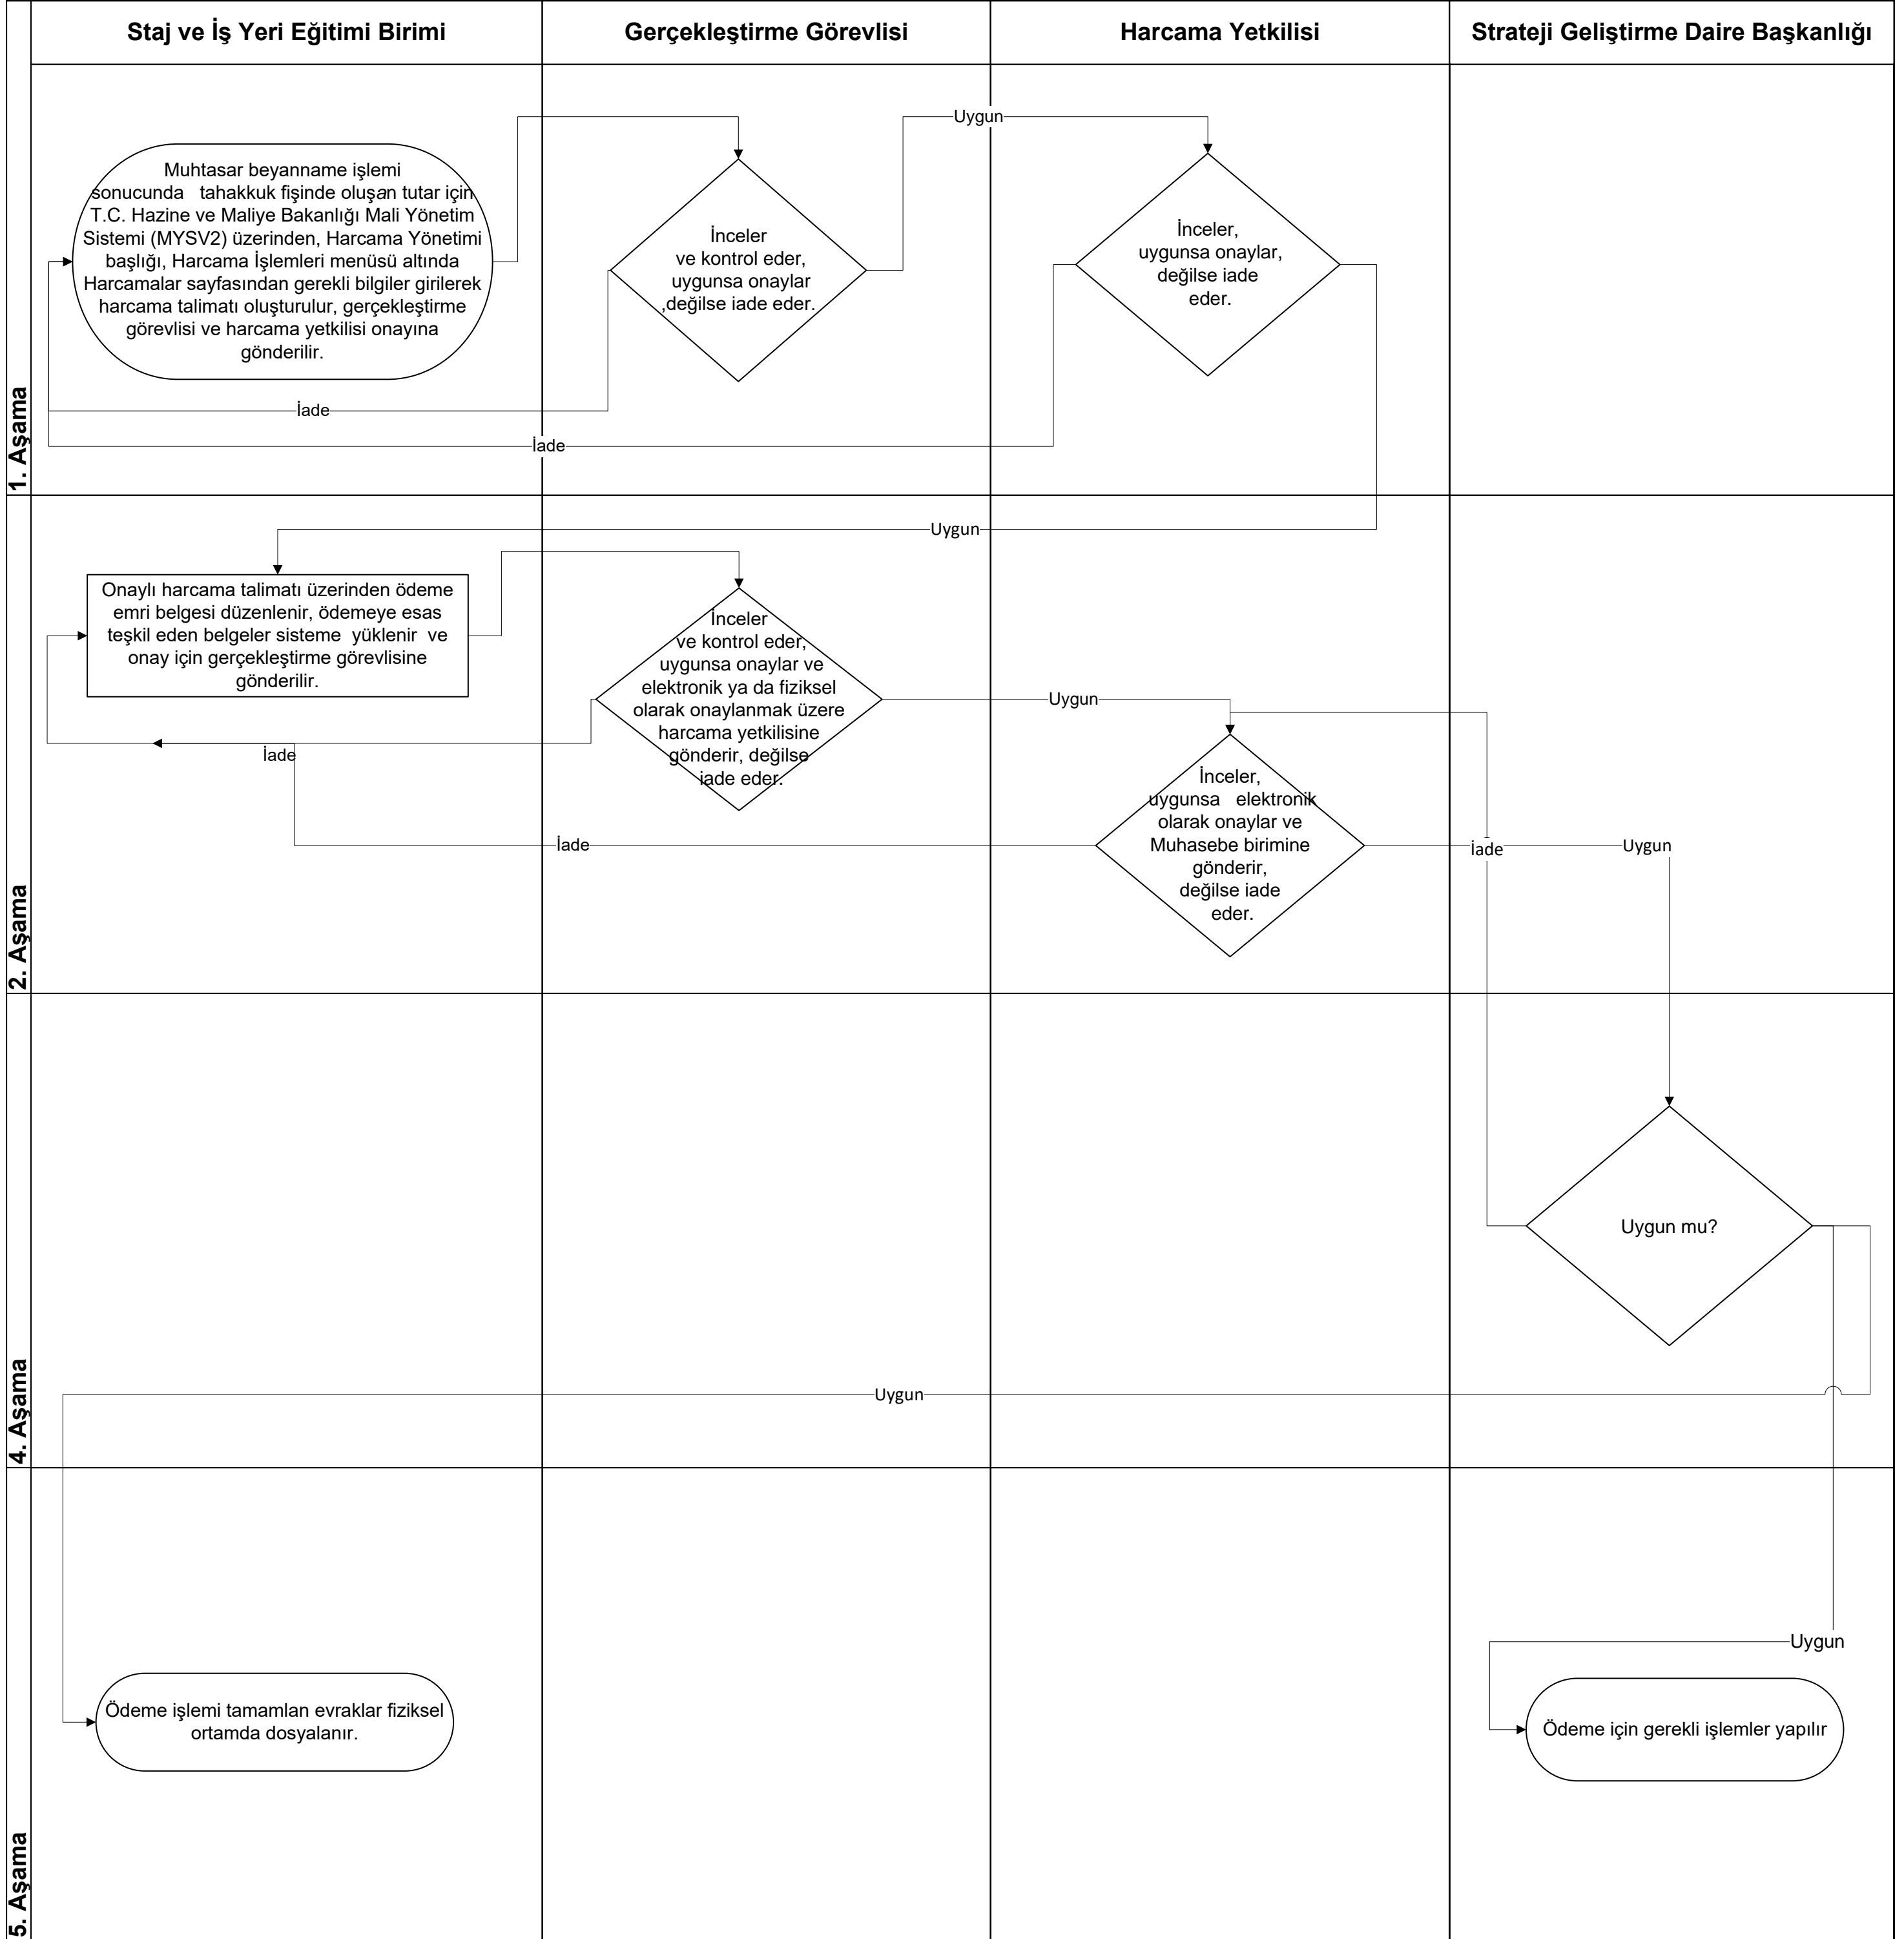 Staj ve İş Yeri Eğitimi Birimi
Gerçekleştirme Görevlisi
Harcama Yetkilisi
Strateji Geliştirme Daire Başkanlığı
1. Aşama
Muhtasar beyanname işlemi
sonucunda   tahakkuk fişinde oluşan tutar için
T.C. Hazine ve Maliye Bakanlığı Mali Yönetim
Sistemi (MYSV2) üzerinden, Harcama Yönetimi
başlığı, Harcama İşlemleri menüsü altında
Harcamalar sayfasından gerekli bilgiler girilerek
harcama talimatı oluşturulur, gerçekleştirme
görevlisi ve harcama yetkilisi onayına
gönderilir.
İnceler
ve kontrol eder,
uygunsa onaylar
,değilse iade eder.
Uygun
İnceler,
uygunsa onaylar,
değilse iade
eder.
İade
İade
2. Aşama
Uygun
Onaylı harcama talimatı üzerinden ödeme
emri belgesi düzenlenir, ödemeye esas
teşkil eden belgeler sisteme  yüklenir  ve
onay için gerçekleştirme görevlisine
gönderilir.
İnceler
ve kontrol eder,
uygunsa onaylar ve
elektronik ya da fiziksel
olarak onaylanmak üzere
harcama yetkilisine
gönderir, değilse
iade eder.
Uygun
İade
İnceler,
uygunsa   elektronik
olarak onaylar ve
Muhasebe birimine
gönderir,
değilse iade
eder.
İade
İade
Uygun
4. Aşama
Uygun mu?
Uygun
5. Aşama
Uygun
Ödeme işlemi tamamlan evraklar fiziksel
ortamda dosyalanır.
Ödeme için gerekli işlemler yapılır